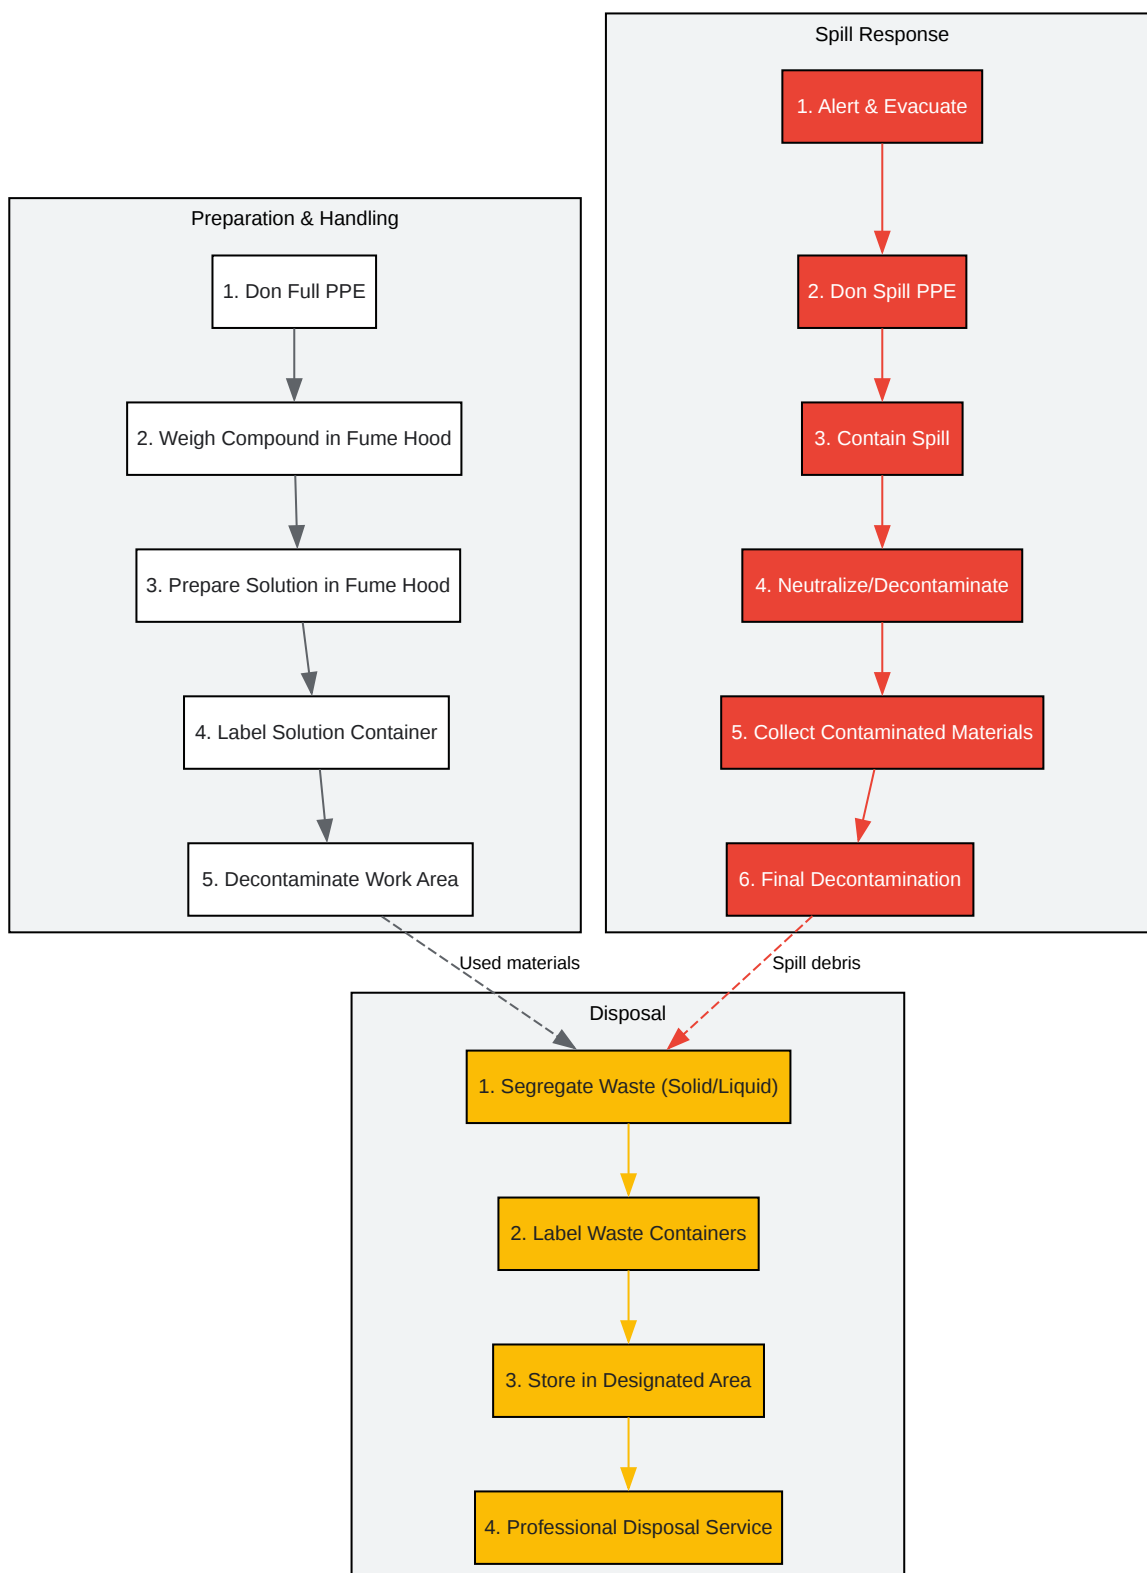 Preparation & Handling
1. Don Full PPE
2. Weigh Compound in Fume Hood
3. Prepare Solution in Fume Hood
4. Label Solution Container
5. Decontaminate Work Area
Spill Response
1. Alert & Evacuate
2. Don Spill PPE
3. Contain Spill
4. Neutralize/Decontaminate
5. Collect Contaminated Materials
6. Final Decontamination
Used materials
Spill debris
Disposal
1. Segregate Waste (Solid/Liquid)
2. Label Waste Containers
3. Store in Designated Area
4. Professional Disposal Service